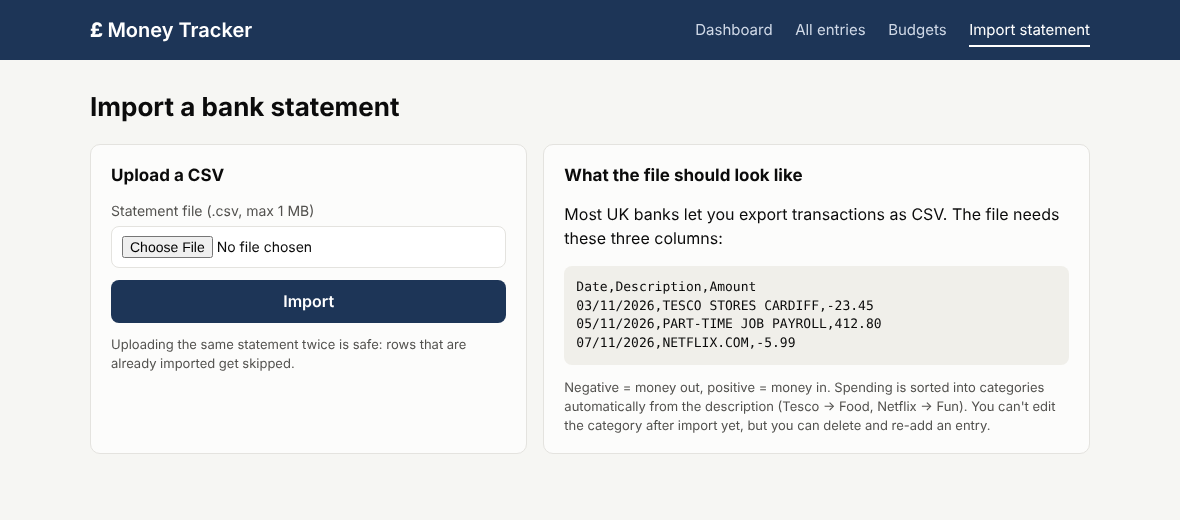 £ Money Tracker
Dashboard All entries Budgets Import statement
Import a bank statement
Upload a CSV
Statement file (.csv, max 1 MB)
Choose File No file chosen
Import
Uploading the same statement twice is safe: rows that are
already imported get skipped.
What the file should look like
Most UK banks let you export transactions as CSV. The file needs
these three columns:
Date,Description,Amount
03/11/2026,TESCO STORES CARDIFF,-23.45
05/11/2026,PART-TIME JOB PAYROLL,412.80
07/11/2026,NETFLIX.COM,-5.99
Negative = money out, positive = money in. Spending is sorted into categories
automatically from the description (Tesco → Food, Netflix → Fun). You can't edit
the category after import yet, but you can delete and re-add an entry.